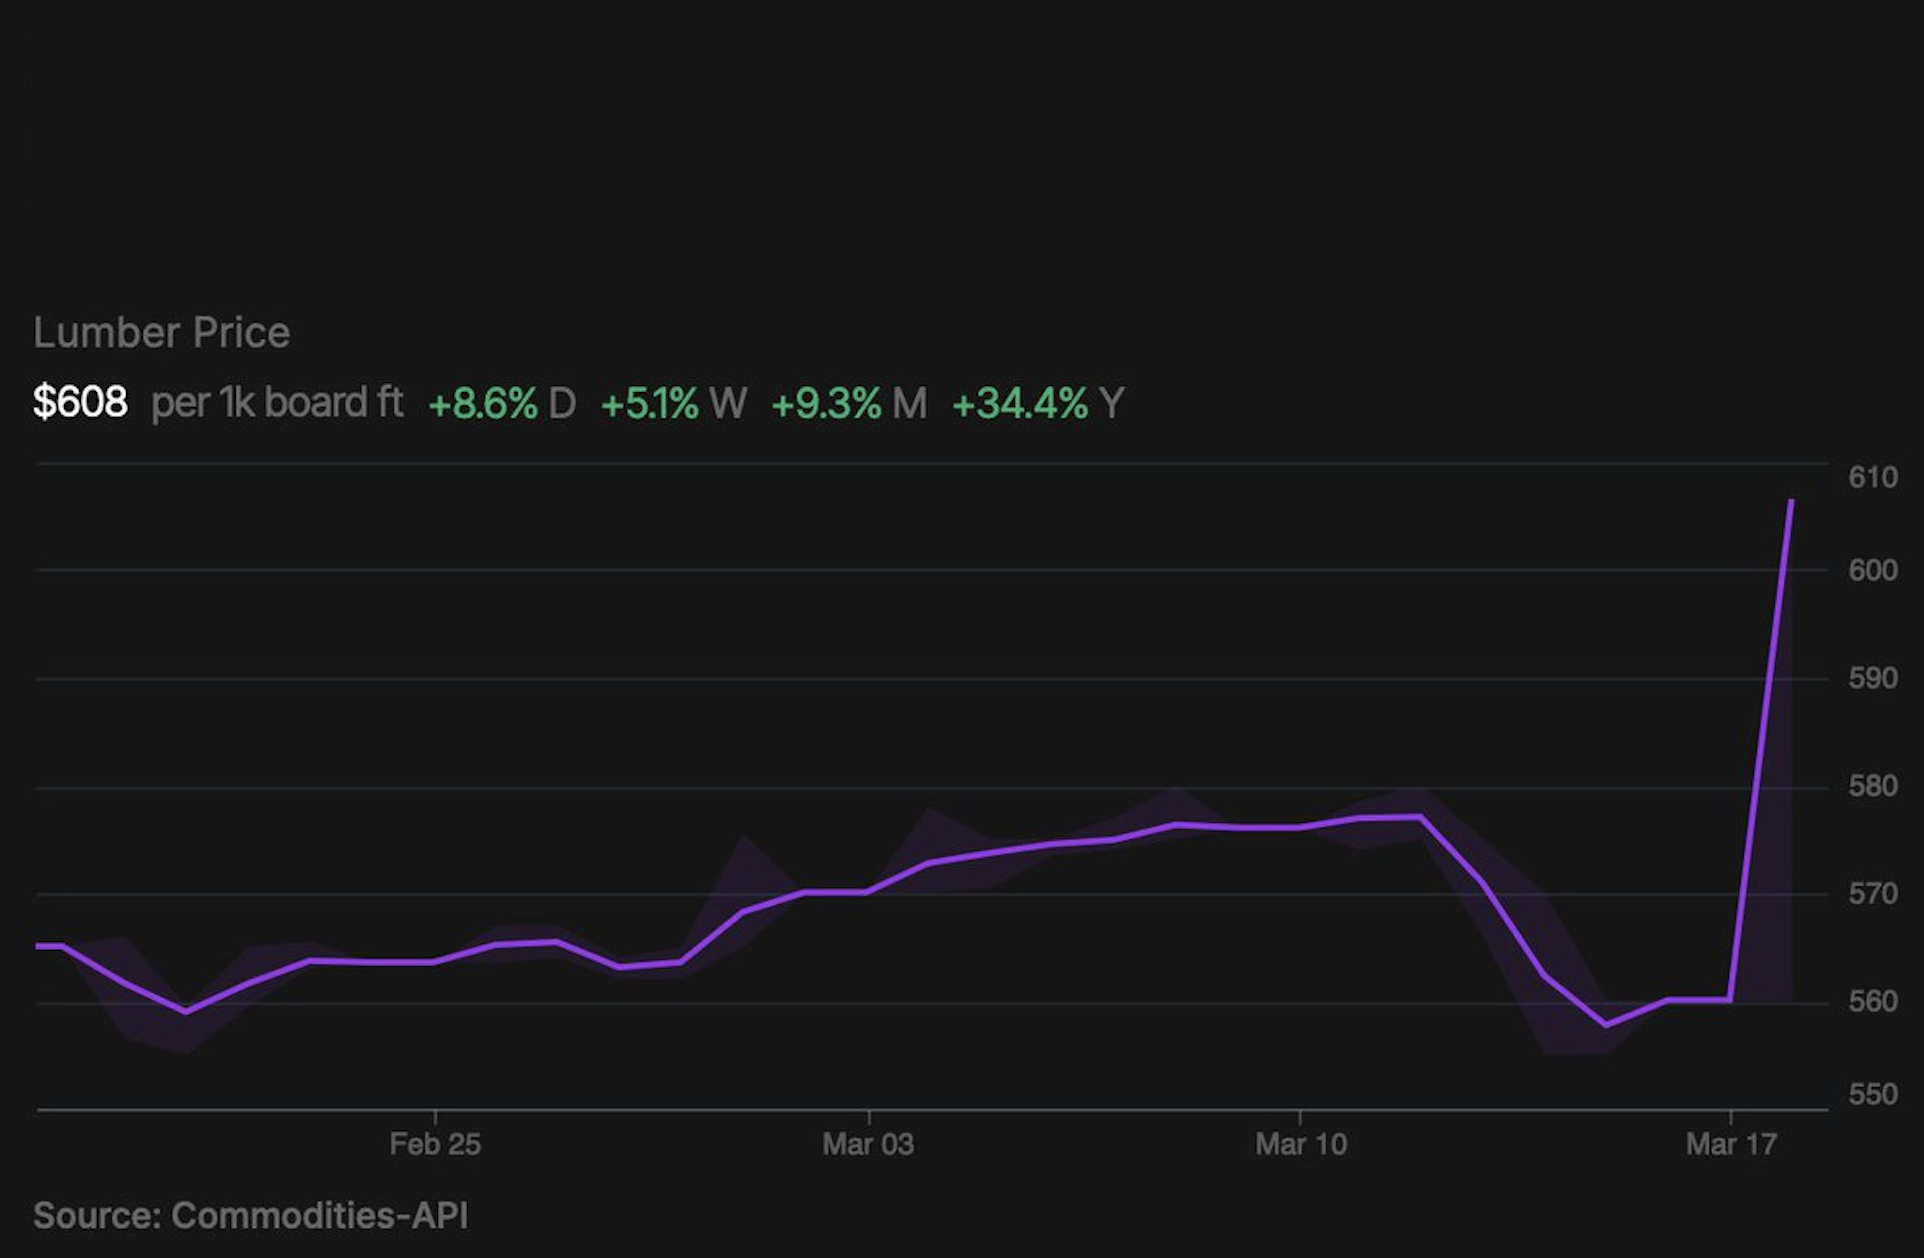 Lumber Price
$608 per 1k board ft +8.6% D +5.1% W +9.3% M +34.4% Y
610
600
590
580
570
560
550
Feb 25 Mar 03 Mar 10 Mar 17
Source: Commodities-API